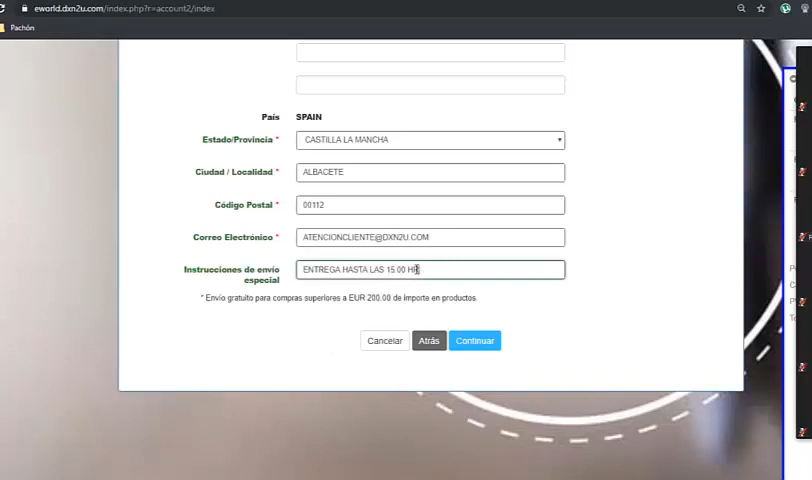 eworld.dxn2u.com/index.php?r=account2/index
Pachón
País SPAIN
Estado/Provincia * CASTILLA LA MANCHA
Ciudad / Localidad * ALBACETE
Código Postal * 00112
Correo Electrónico * ATENCIONCLIENTE@DXN2U.COM
Instrucciones de envío ENTREGA HASTA LAS 15.00
especial
* Envío gratuito para compras superiores a EUR 200.00 de importe en productos.
Cancelar Atrás Continuar